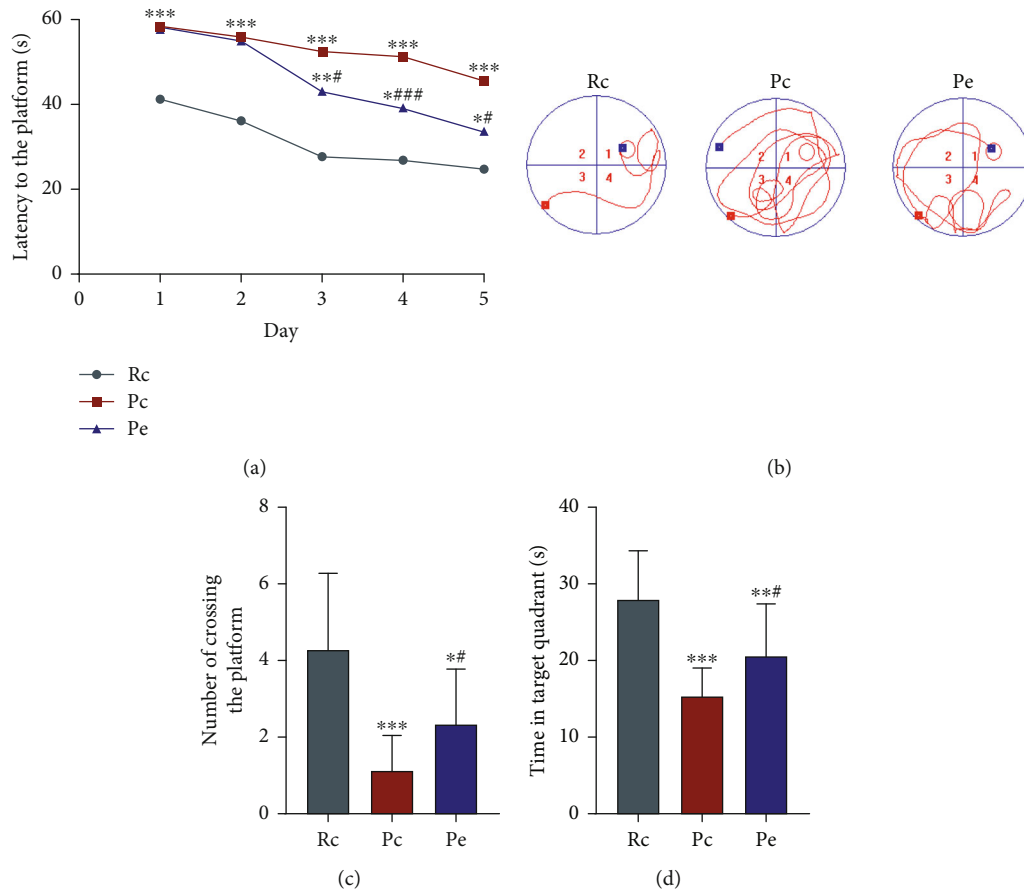 60
40
20
0
Latency to the platform (s)
***
***
***
***
***
**#
*###
*#
0
1
2
3
4
5
Day
Rc
Pc
Pe
(a)
Rc
Pc
Pe
2 1
3 4
2 1
3 4
2 1
3 4
(b)
8
6
4
2
0
Number of crossing
the platform
***
*#
Rc
Pc
Pe
(c)
40
30
20
10
0
Time in target quadrant (s)
***
**#
Rc
Pc
Pe
(d)